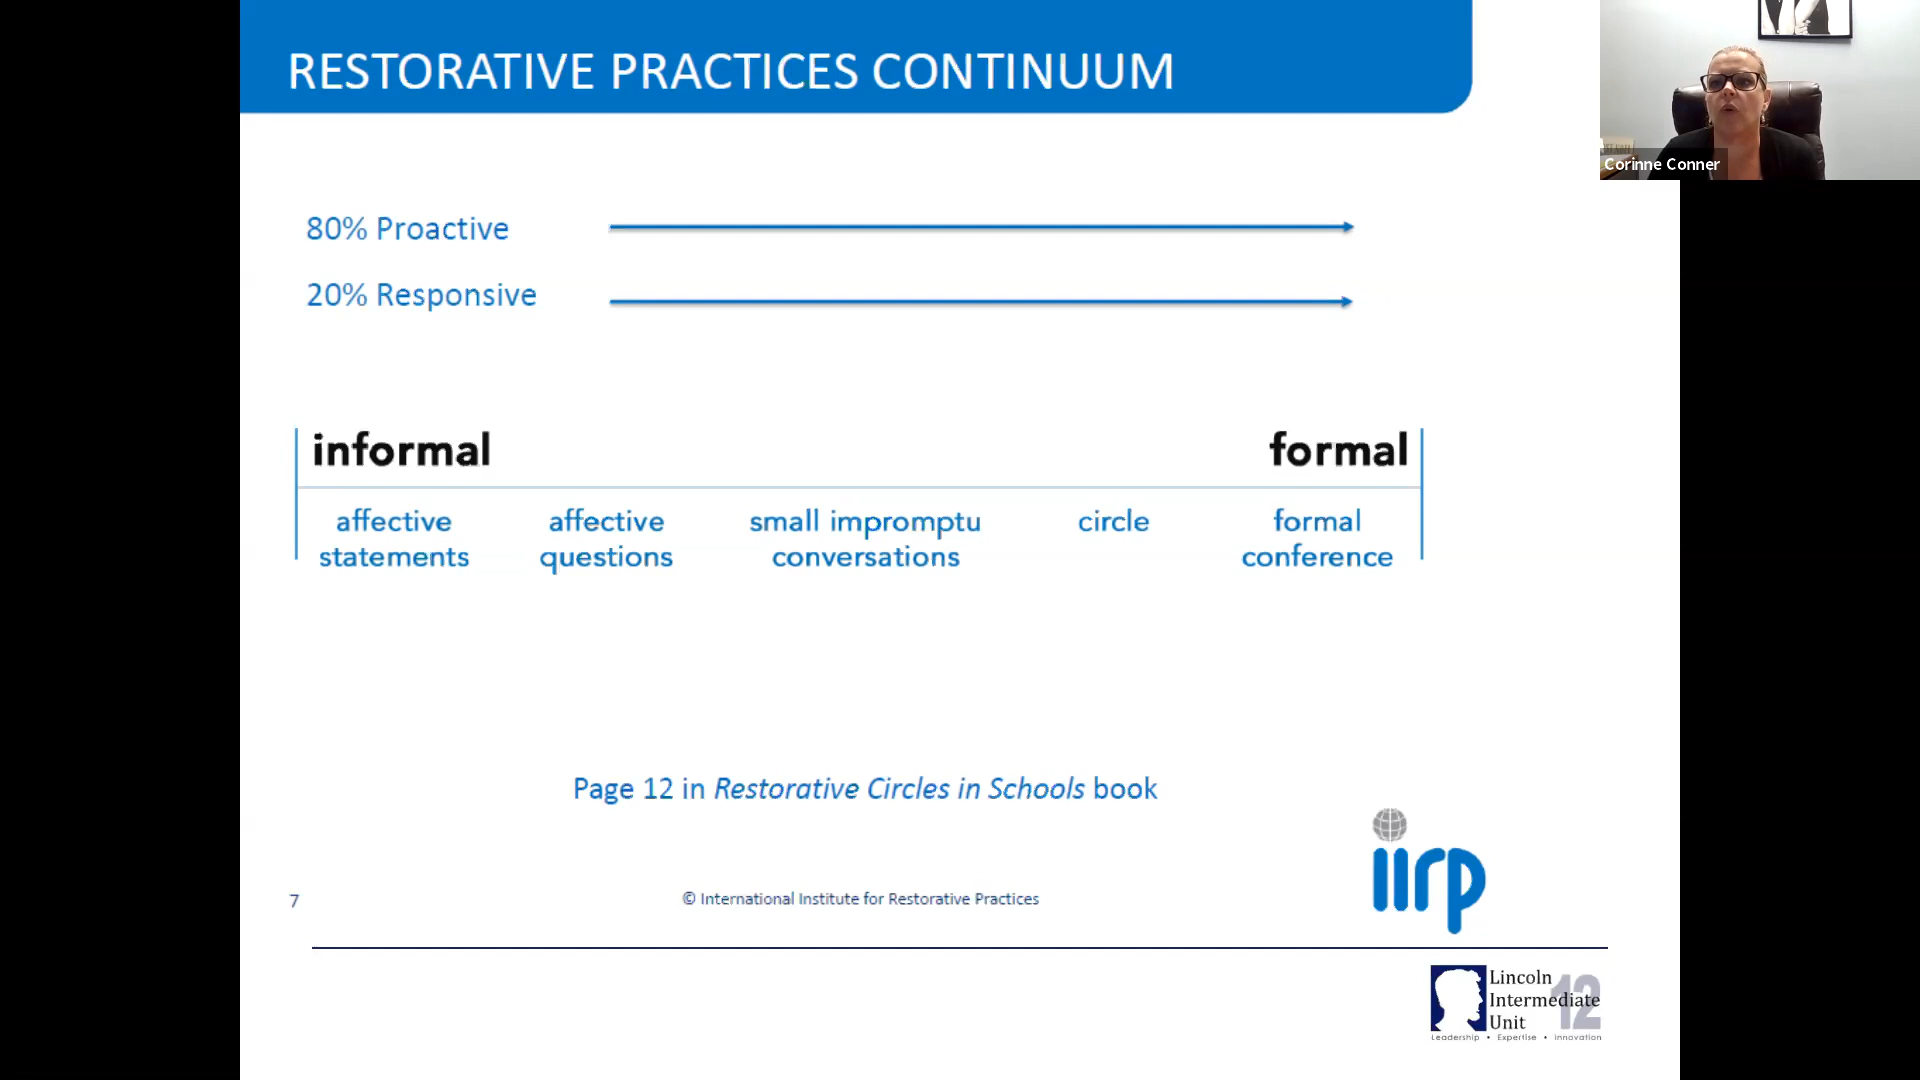 RESTORATIVE PRACTICES CONTINUUM
Corinne Conner
80% Proactive
20% Responsive
informal
formal
affective statements
affective questions
small impromptu conversations
circle
formal conference
Page 12 in Restorative Circles in Schools book
iirp
7
© International Institute for Restorative Practices
Lincoln
Intermediate
Unit
12
Leadership • Expertise • Innovation